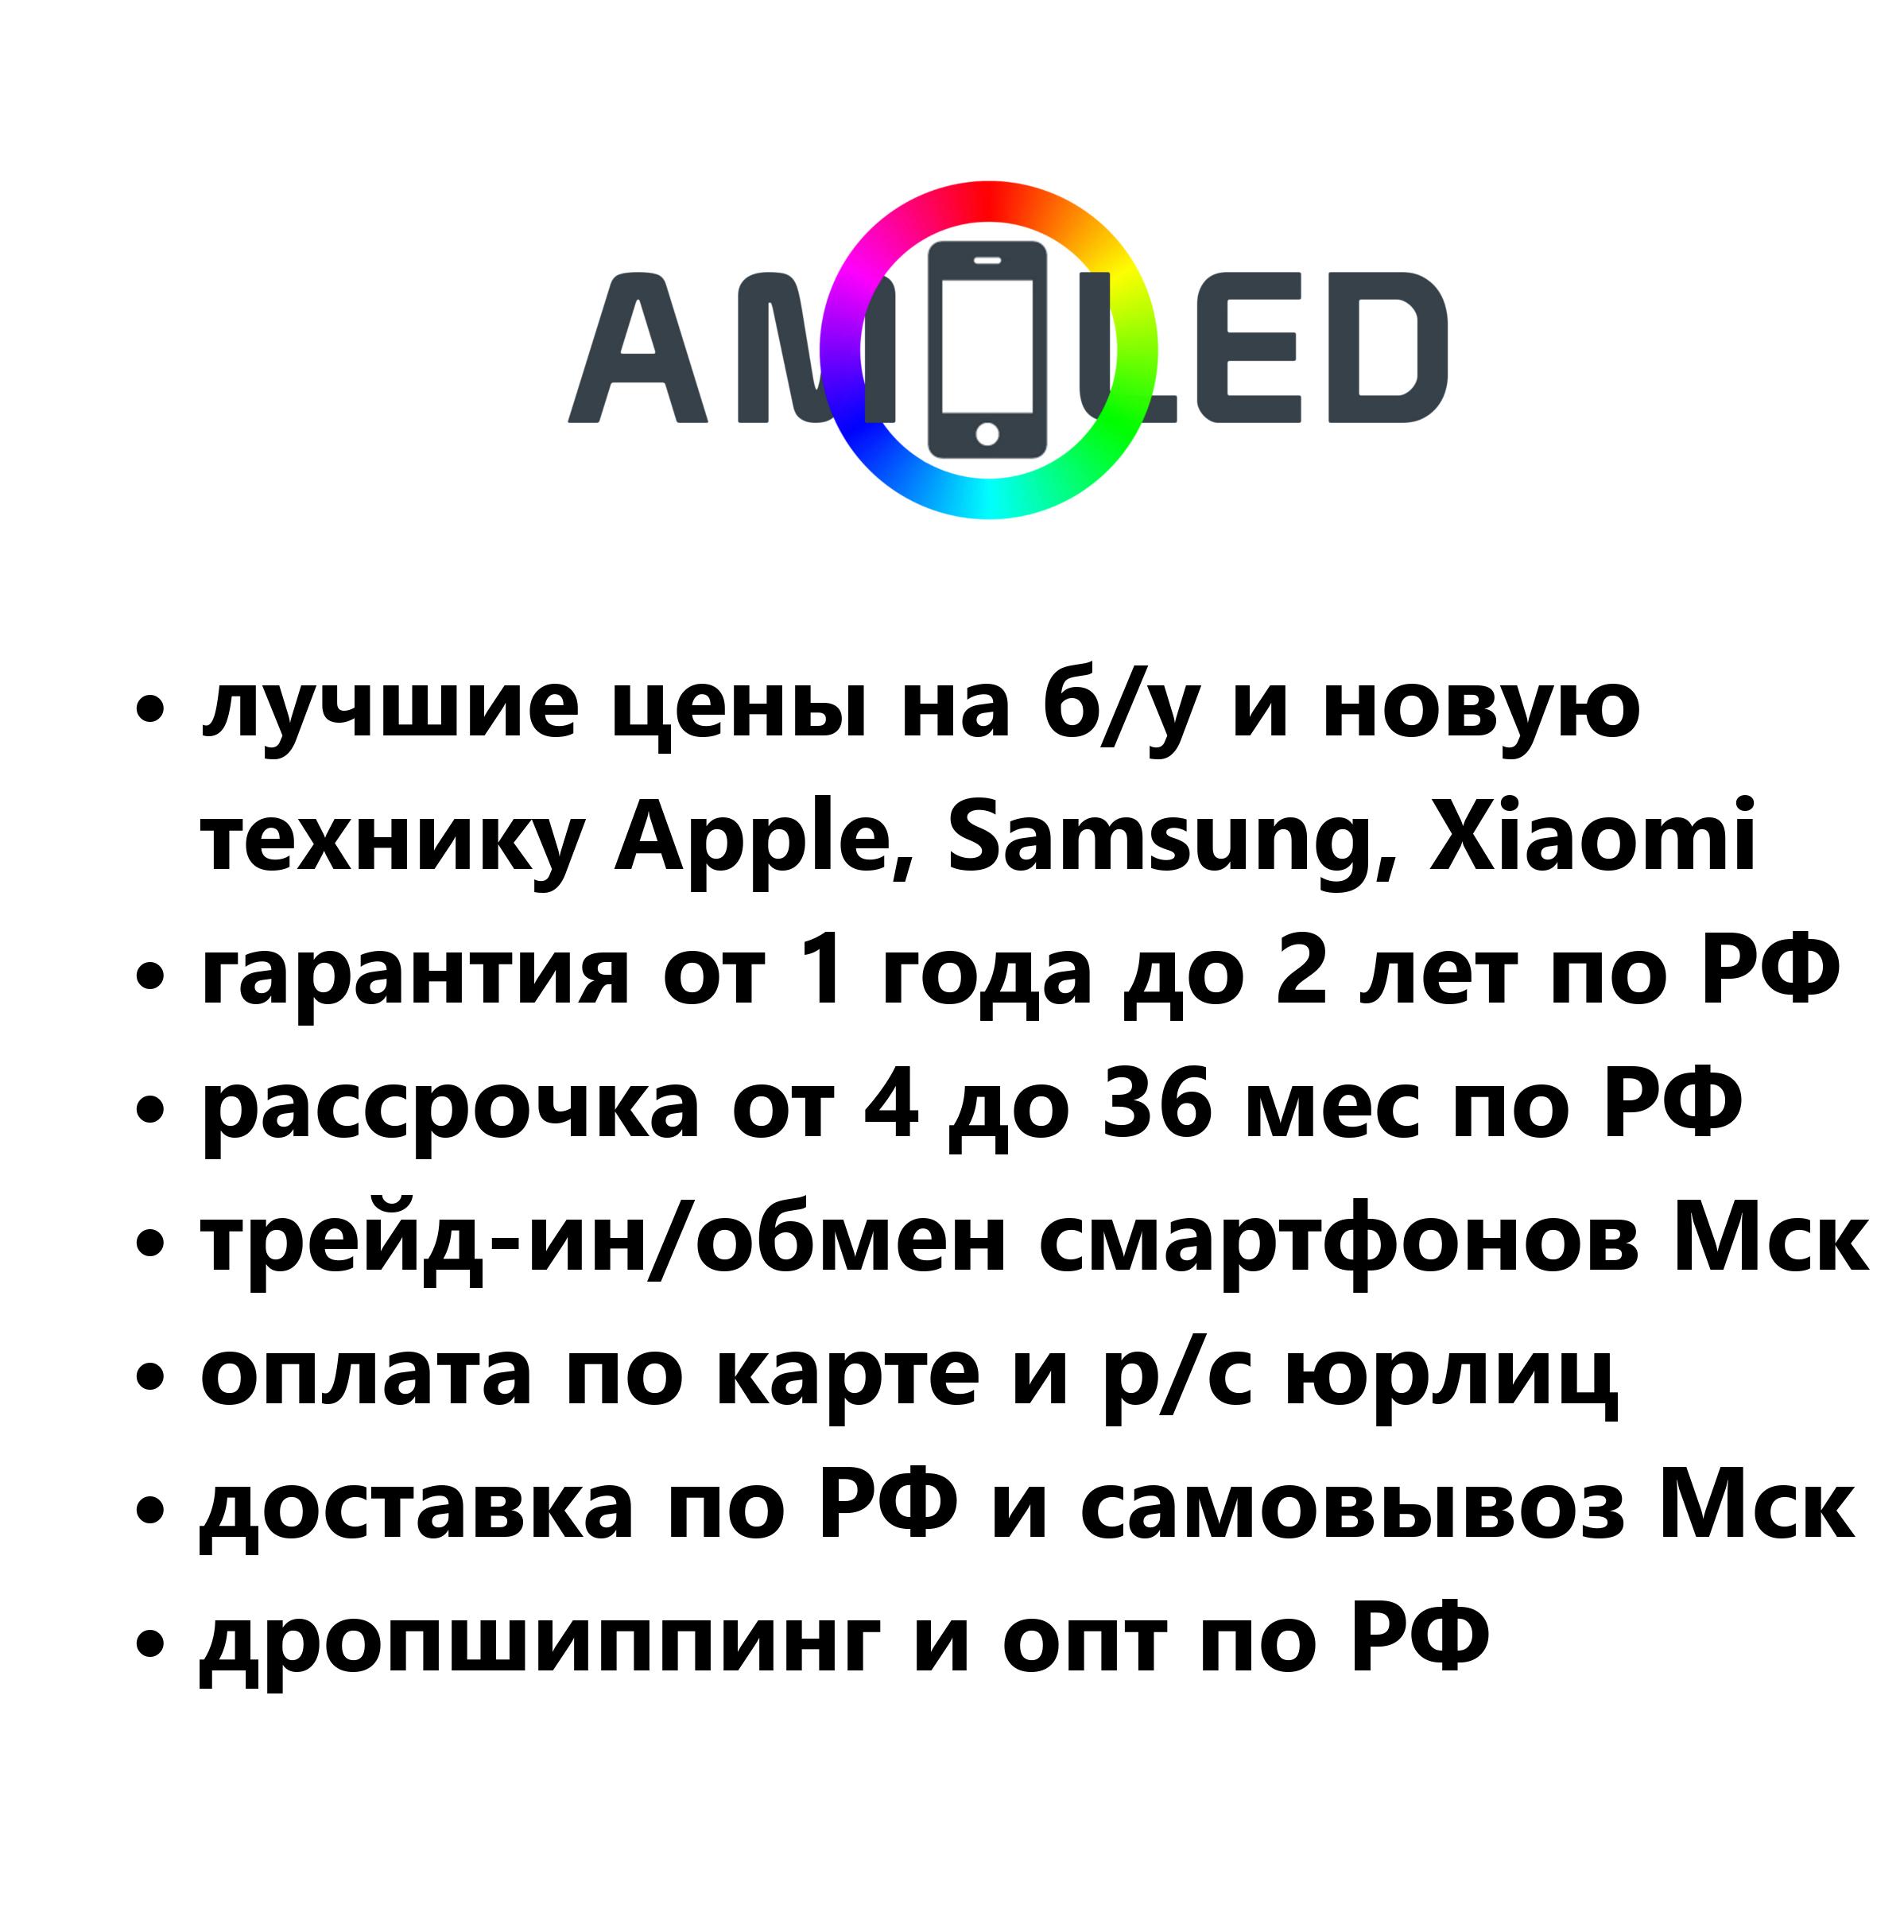 AMOLED
• лучшие цены на б/у и новую
технику Apple, Samsung, Xiaomi
• гарантия от 1 года до 2 лет по РФ
• рассрочка от 4 до 36 мес по РФ
• трейд-ин/обмен смартфонов Мск
• оплата по карте и р/с юрлиц
• доставка по РФ и самовывоз Мск
• дропшиппинг и опт по РФ